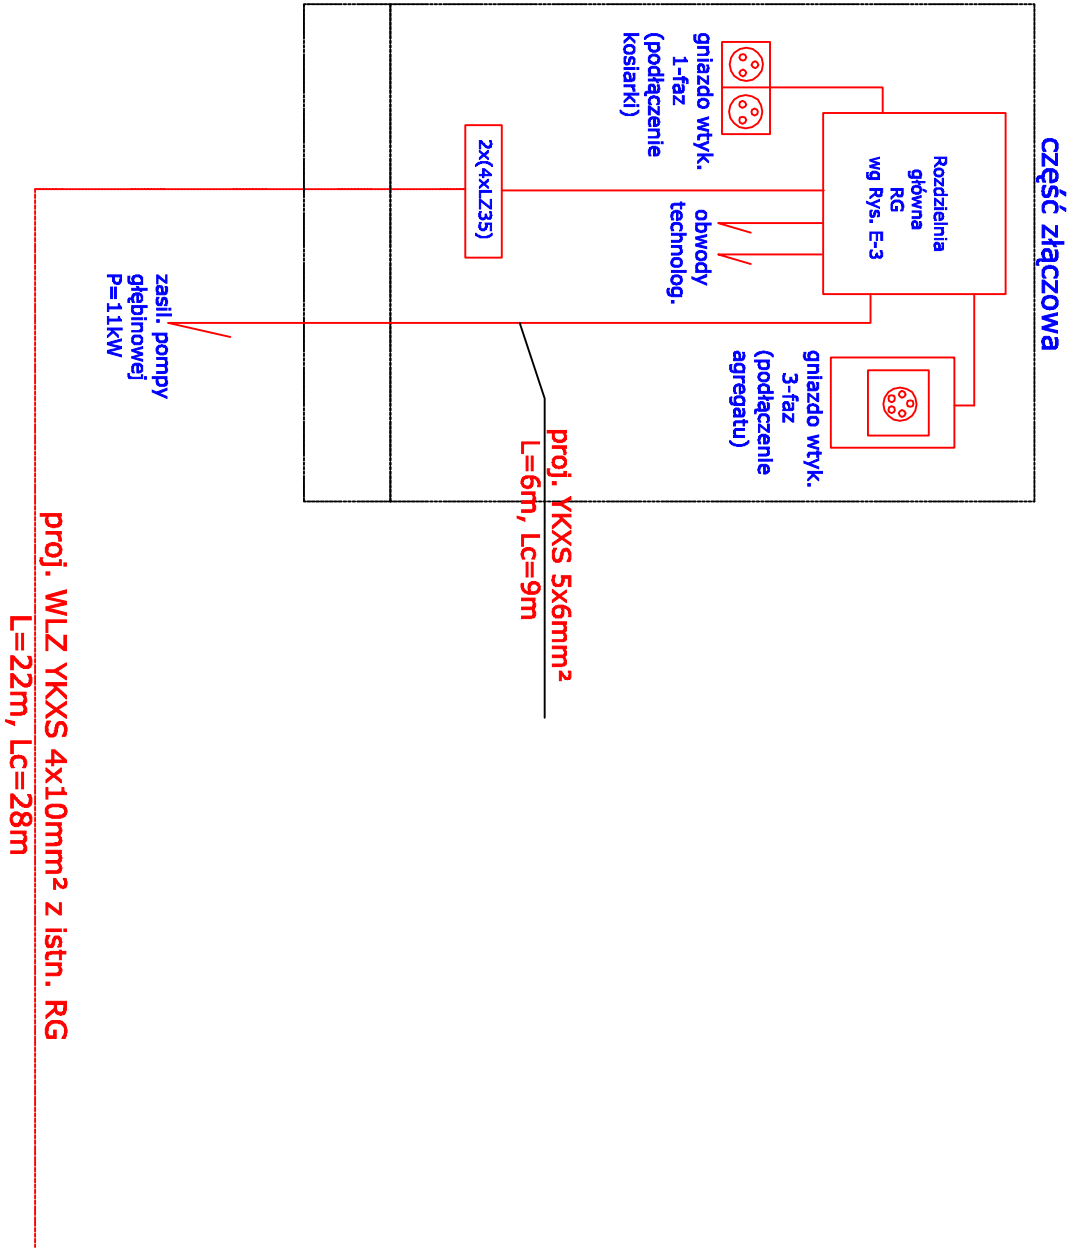 część złączowa
Rozdzielnia
główna
RG
wg Rys. E-3
gniazdo wtyk.
1-faz
(podłączenie
kosiarki)
2x(4xLZ35)
obwody
technolog.
gniazdo wtyk.
3-faz
(podłączenie
agregatu)
zasil. pompy
głębinowej
P=11kW
proj. YKXS 5x6mm²
L=6m, Lc=9m
proj. WLZ YKXS 4x10mm² z istn. RG
L=22m, Lc=28m